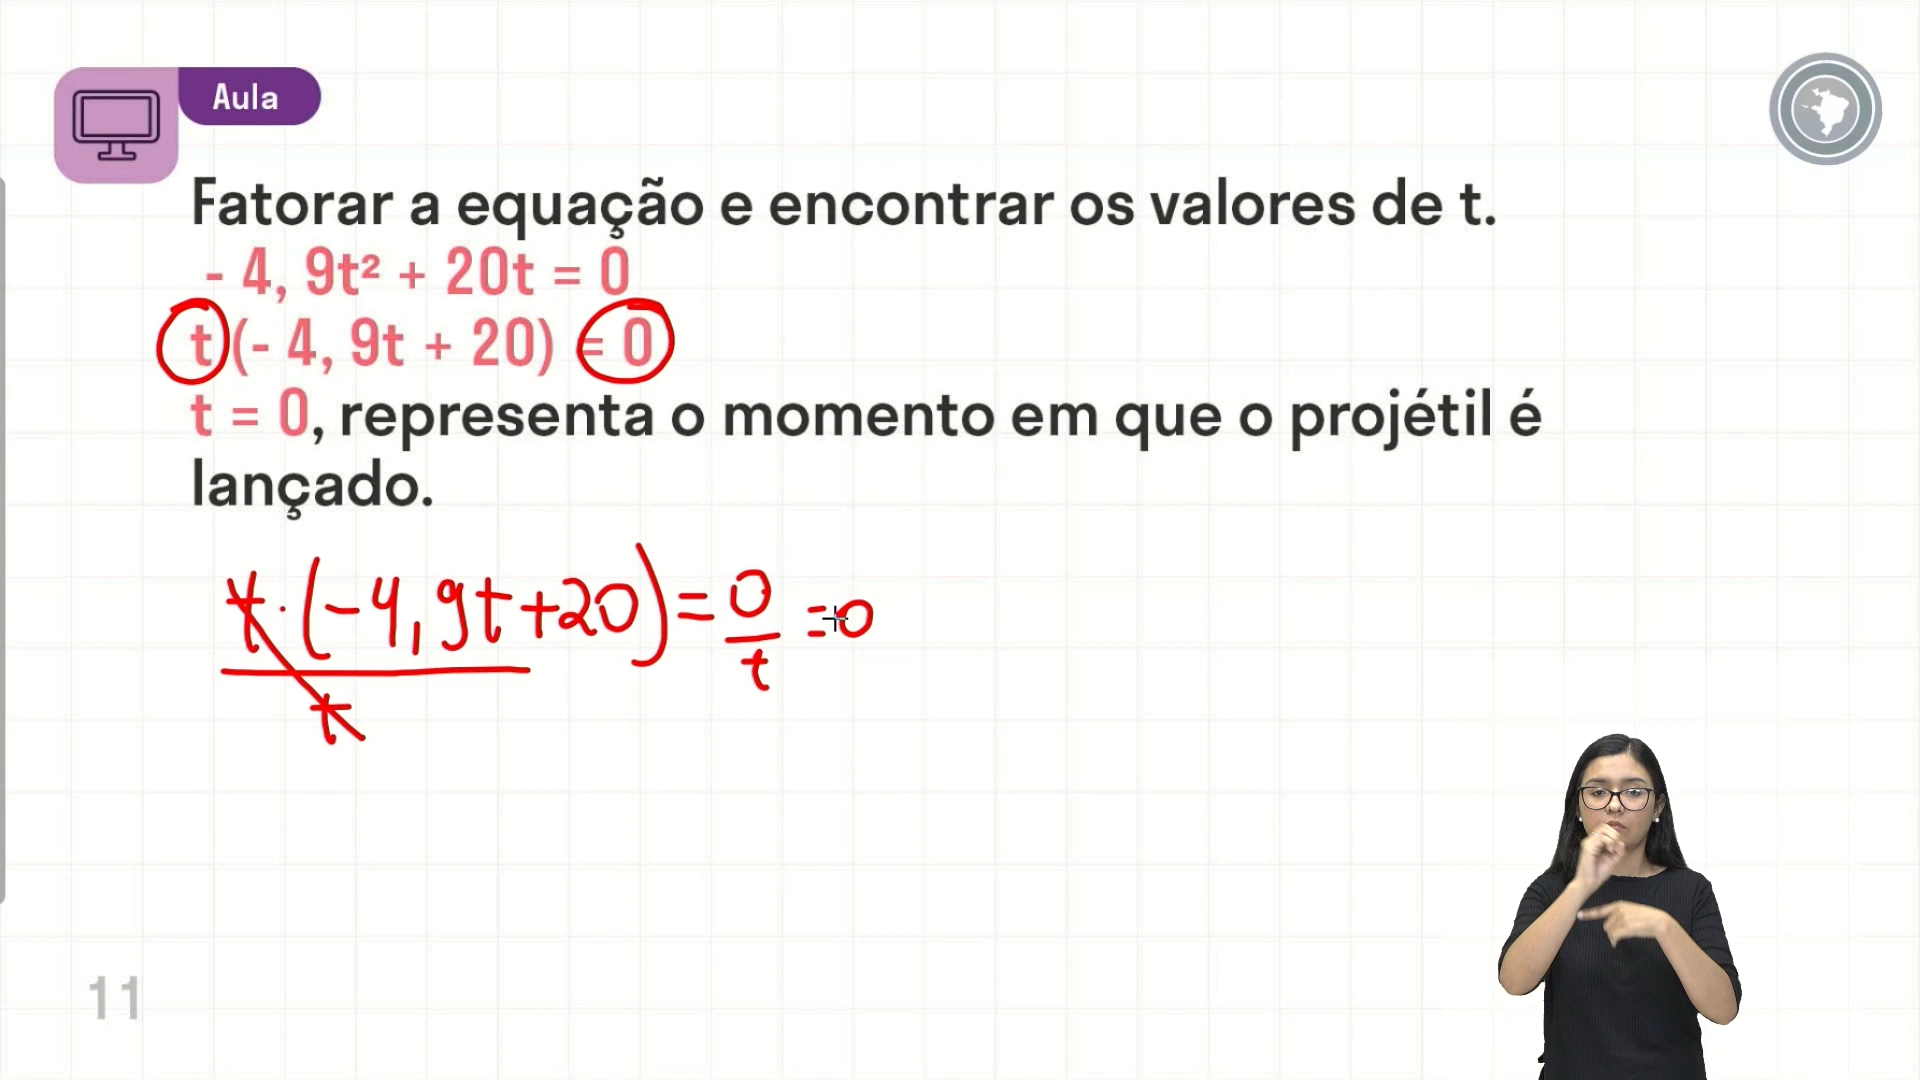 Aula
Fatorar a equação e encontrar os valores de t.
- 4, 9t² + 20t = 0
t (- 4, 9t + 20) = 0
t = 0, representa o momento em que o projétil é
lançado.
t · (-4,9t+20) = 0 = 0
t t
11